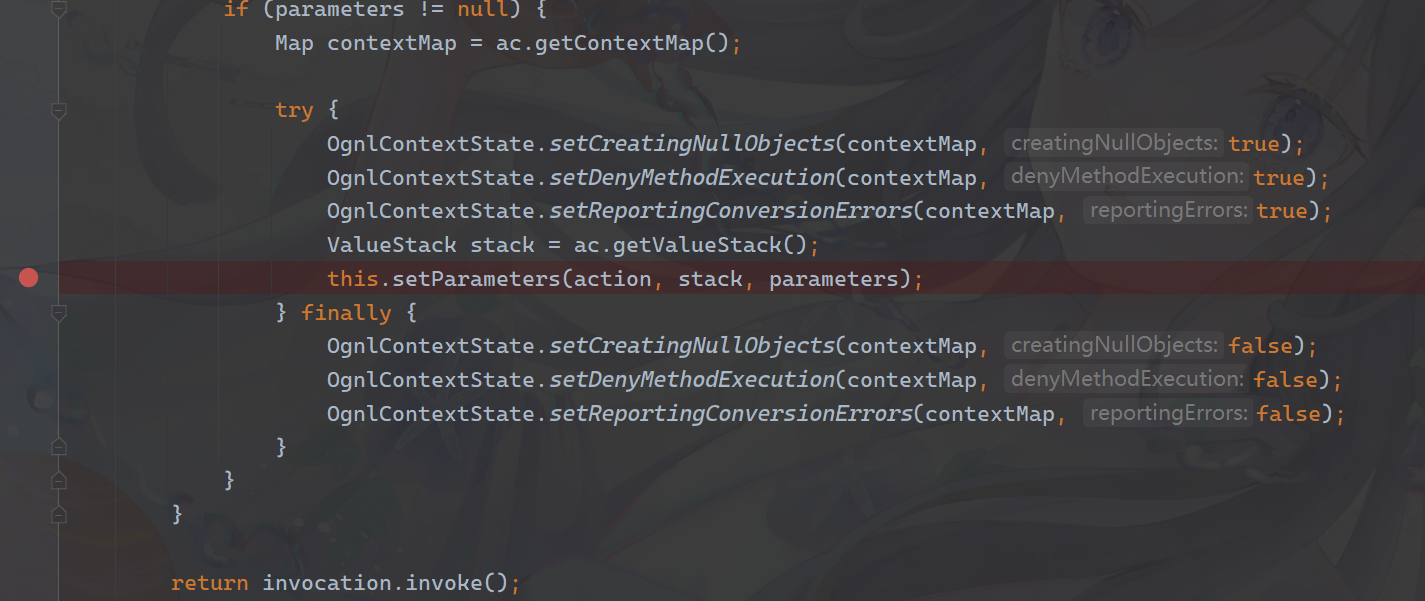 if (parameters != null) {
Map contextMap = ac.getContextMap();
try {
OgnlContextState.setCreatingNullObjects(contextMap, creatingNullObjects: true);
OgnlContextState.setDenyMethodExecution(contextMap, denyMethodExecution: true);
OgnlContextState.setReportingConversionErrors(contextMap, reportingErrors: true);
ValueStack stack = ac.getValueStack();
this.setParameters(action, stack, parameters);
} finally {
OgnlContextState.setCreatingNullObjects(contextMap, creatingNullObjects: false);
OgnlContextState.setDenyMethodExecution(contextMap, denyMethodExecution: false);
OgnlContextState.setReportingConversionErrors(contextMap, reportingErrors: false);
}
}
}
return invocation.invoke();